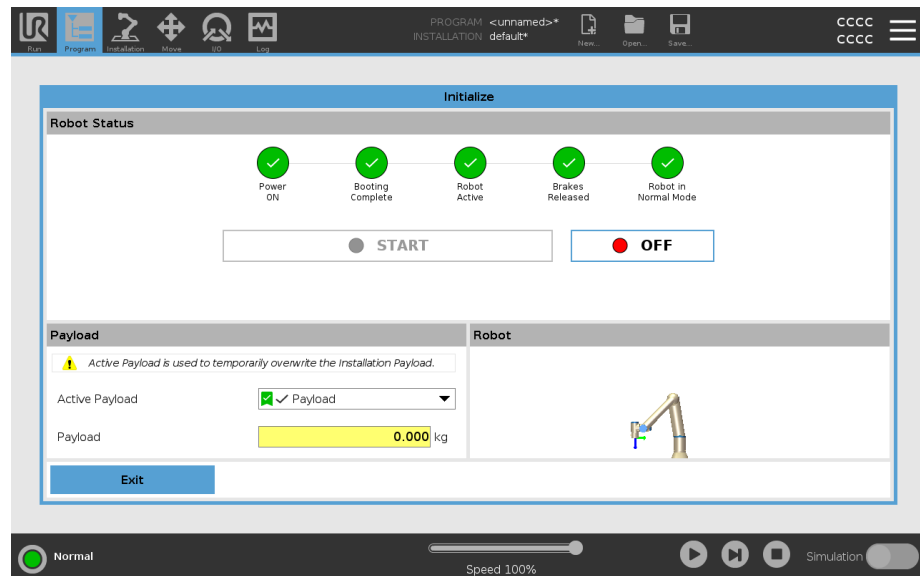 UR
PROGRAM <unnamed>*
INSTALLATION default*
Run Program Installation Move I/O Log New... Open... Save...
CCCC
CCCC
Initialize
Robot Status
Power
ON
Booting
Complete
Robot
Active
Brakes
Released
Robot in
Normal Mode
START
OFF
Payload
Robot
Active Payload is used to temporarily overwrite the Installation Payload.
Active Payload Payload
Payload 0.000 kg
Exit
Normal
Speed 100%
Simulation